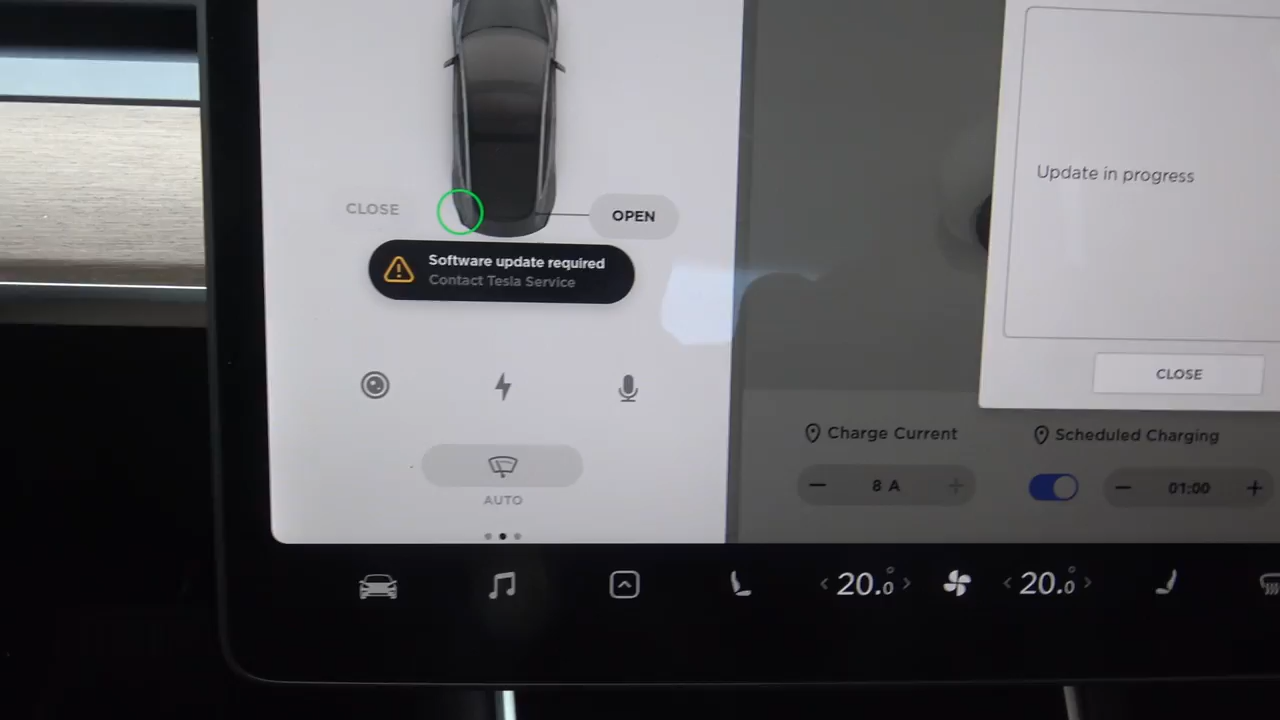 CLOSE
OPEN
Software update required
Contact Tesla Service
AUTO
Update in progress
CLOSE
Charge Current
Scheduled Charging
8 A
01:00
20.0°
20.0°